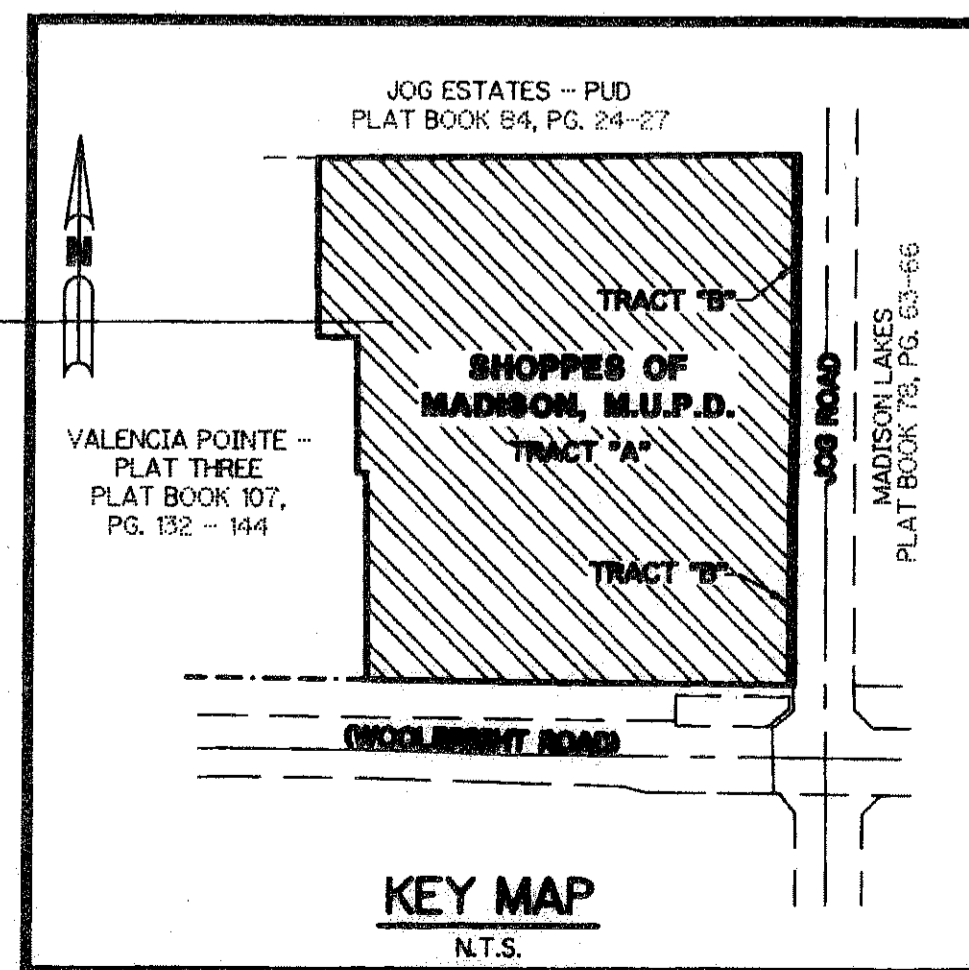 JOG ESTATES -- PUD
PLAT BOOK 84, PG. 24--27
N
TRACT "B"
SHOPPES OF
MADISON, M.U.P.D.
TRACT "A"
JOG ROAD
MADISON LAKES
PLAT BOOK 78, PG. 63-66
VALENCIA POINTE --
PLAT THREE
PLAT BOOK 107,
PG. 132 -- 144
TRACT "B"
(WOOLBRIGHT ROAD)
KEY MAP
N.T.S.